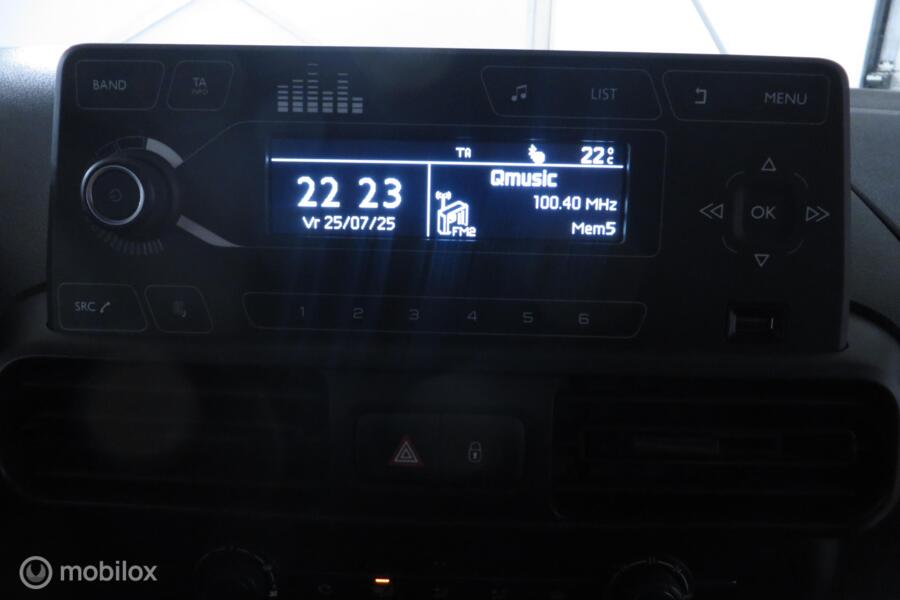 BAND
TA
INFO
LIST
MENU
TA
22°C
22 23
Vr 25/07/25
Qmusic
100.40 MHz
FM2
Mem5
OK
SRC
1 2 3 4 5 6
mobilox